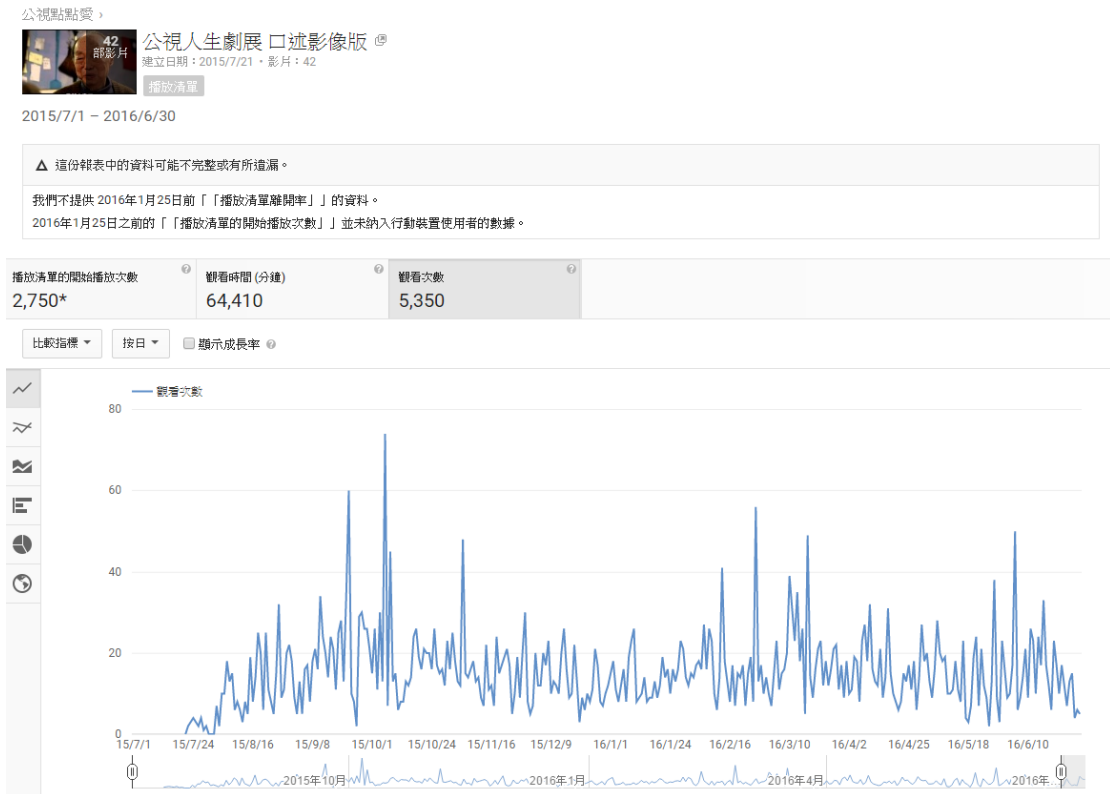 公視點點愛 ›
42
部影片
公視人生劇展 口述影像版
建立日期：2015/7/21 · 影片：42
播放清單
2015/7/1 – 2016/6/30
這份報表中的資料可能不完整或有所遺漏。
我們不提供 2016年1月25日前「「播放清單離開率」」的資料。
2016年1月25日之前的「「播放清單的開始播放次數」」並未納入行動裝置使用者的數據。
播放清單的開始播放次數 ? 觀看時間 (分鐘) ? 觀看次數 ?
2,750* 64,410 5,350
比較指標 按日 顯示成長率 ?
觀看次數
80
60
40
20
0
15/7/1 15/7/24 15/8/16 15/9/8 15/10/1 15/10/24 15/11/16 15/12/9 16/1/1 16/1/24 16/2/16 16/3/10 16/4/2 16/4/25 16/5/18 16/6/10
2015年10月 2016年1月 2016年4月 2016年…